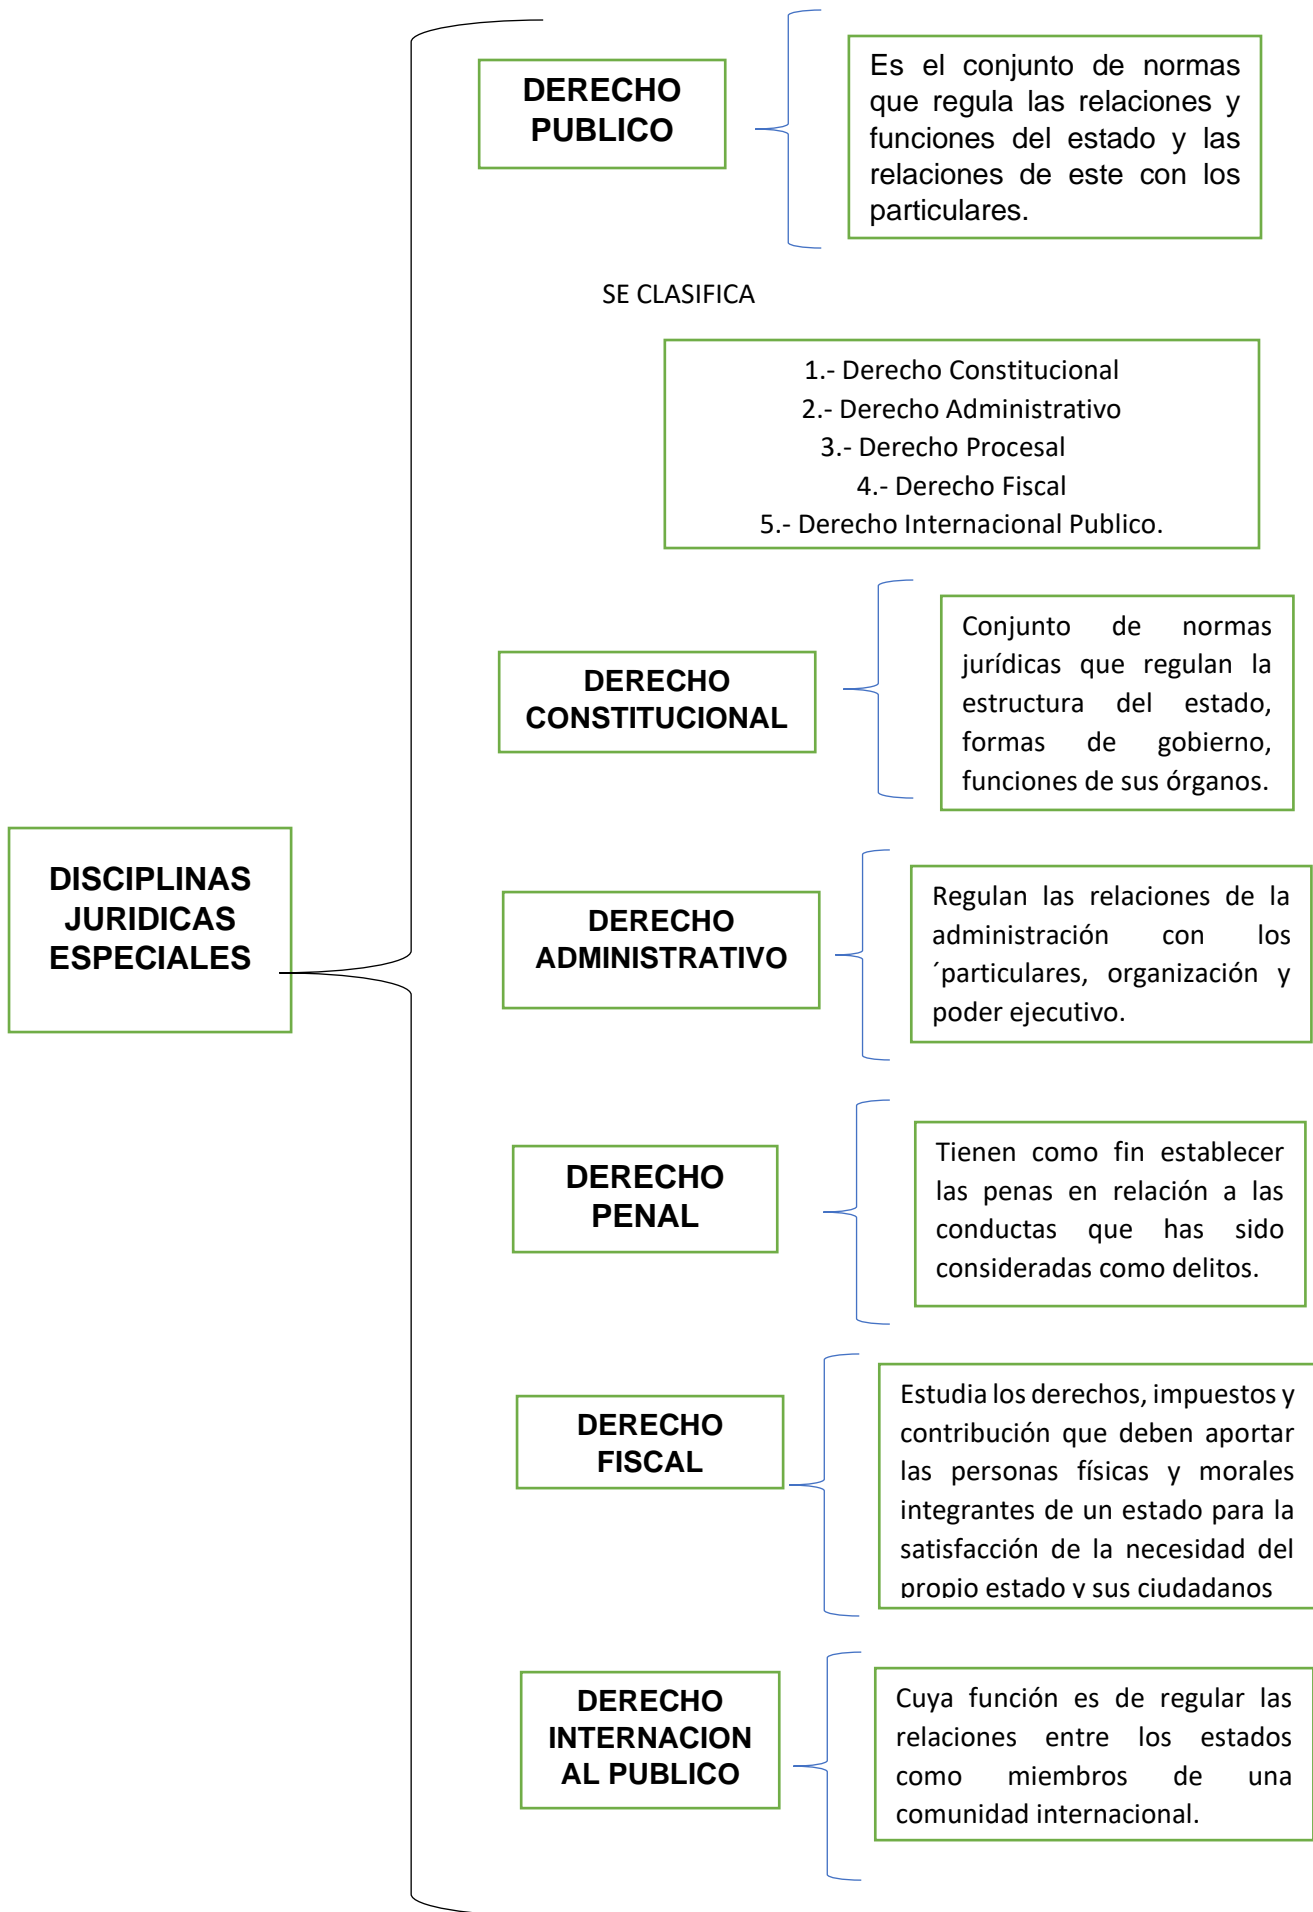 DERECHO
PUBLICO
Es el conjunto de normas
que regula las relaciones y
funciones del estado y las
relaciones de este con los
particulares.
SE CLASIFICA
1.- Derecho Constitucional
2.- Derecho Administrativo
3.- Derecho Procesal
4.- Derecho Fiscal
5.- Derecho Internacional Publico.
DERECHO
CONSTITUCIONAL
Conjunto de normas
jurídicas que regulan la
estructura del estado,
formas de gobierno,
funciones de sus órganos.
DISCIPLINAS
JURIDICAS
ESPECIALES
DERECHO
ADMINISTRATIVO
Regulan las relaciones de la
administración con los
´particulares, organización y
poder ejecutivo.
DERECHO
PENAL
Tienen como fin establecer
las penas en relación a las
conductas que has sido
consideradas como delitos.
DERECHO
FISCAL
Estudia los derechos, impuestos y
contribución que deben aportar
las personas físicas y morales
integrantes de un estado para la
satisfacción de la necesidad del
propio estado y sus ciudadanos
DERECHO
INTERNACION
AL PUBLICO
Cuya función es de regular las
relaciones entre los estados
como miembros de una
comunidad internacional.